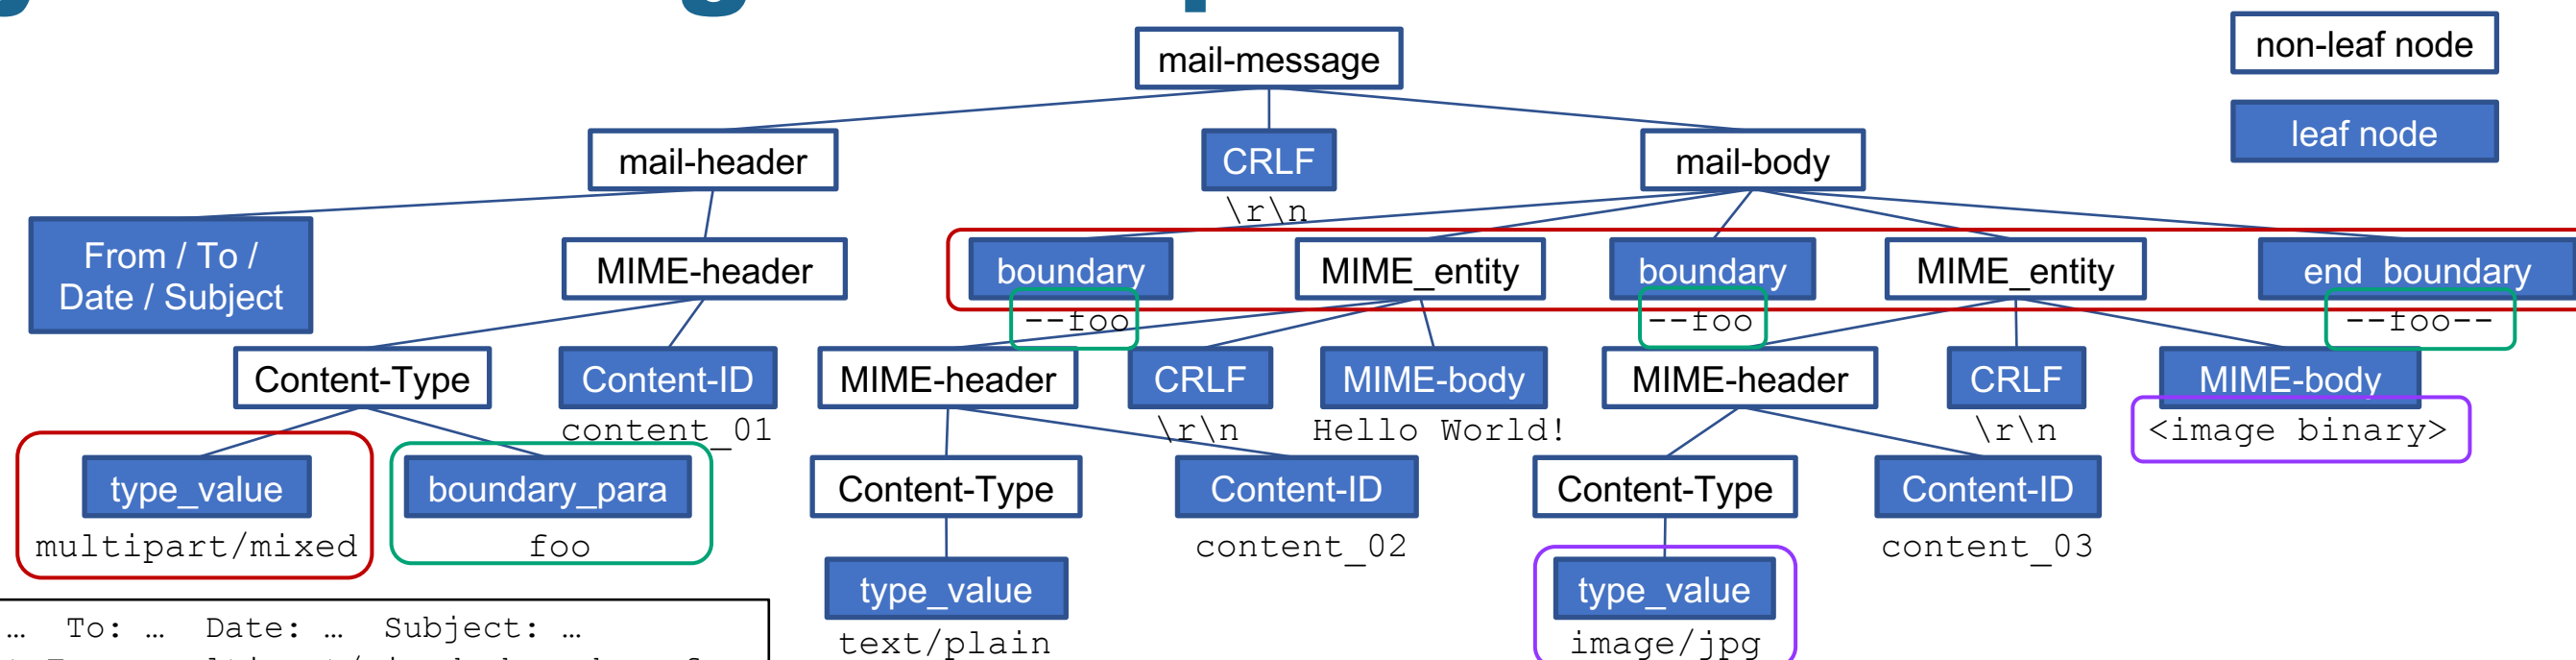 mail-message
non-leaf node
leaf node
mail-header
CRLF
mail-body
\r\n
From / To /
Date / Subject
MIME-header
boundary
MIME_entity
boundary
MIME_entity
end_boundary
--foo
--foo
--foo--
Content-Type
Content-ID
MIME-header
CRLF
MIME-body
MIME-header
CRLF
MIME-body
content_01
\r\n
Hello World!
\r\n
<image binary>
type_value
boundary_para
Content-Type
Content-ID
Content-Type
Content-ID
multipart/mixed
foo
content_02
content_03
type_value
type_value
… To: … Date: … Subject: …
text/plain
image/jpg